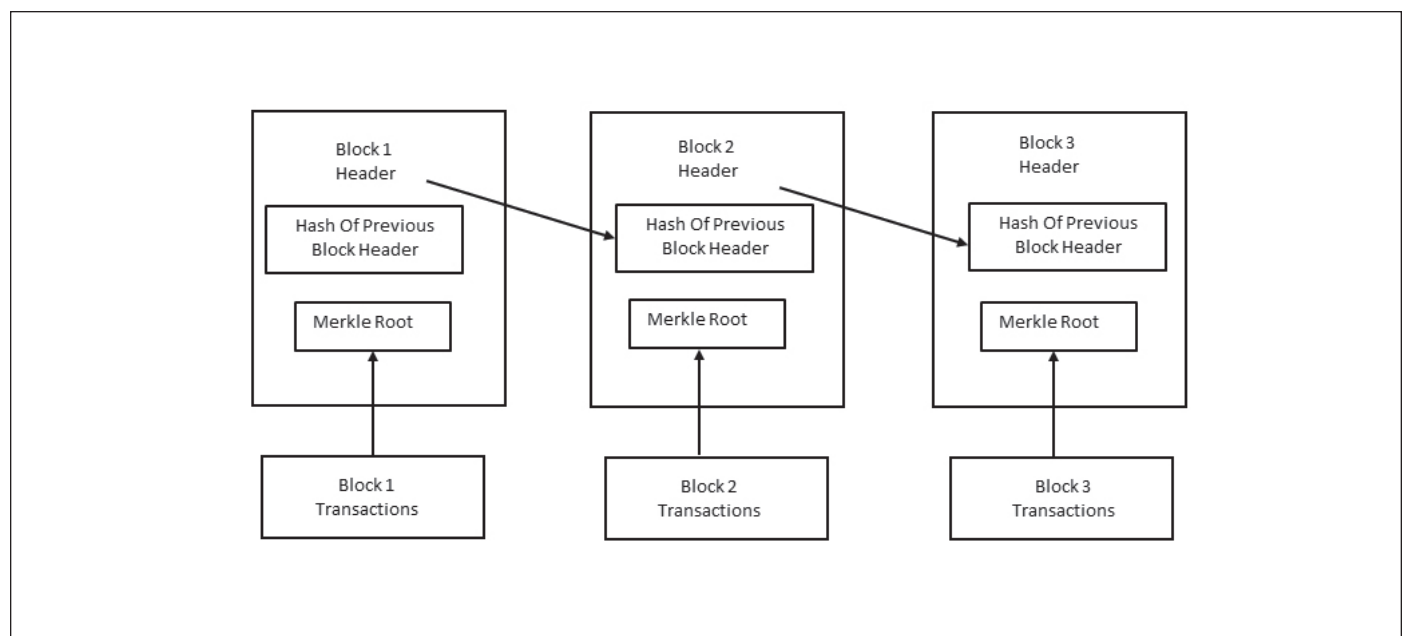 Block 1
Header
Hash Of Previous
Block Header
Merkle Root
Block 1
Transactions
Block 2
Header
Hash Of Previous
Block Header
Merkle Root
Block 2
Transactions
Block 3
Header
Hash Of Previous
Block Header
Merkle Root
Block 3
Transactions